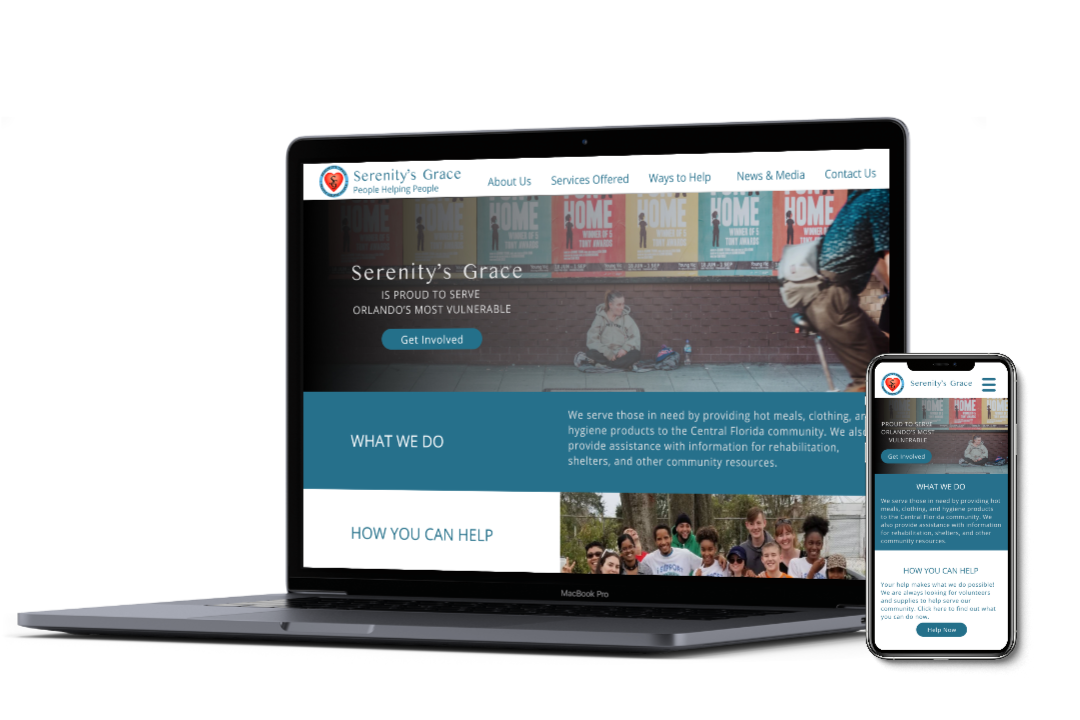 Serenity's Grace
People Helping People
About Us
Services Offered
Ways to Help
News & Media
Contact Us
HOME
HOME
HOME
HOME
HOME
WINNER OF 5
TONY AWARDS
Serenity's Grace
IS PROUD TO SERVE
ORLANDO'S MOST VULNERABLE
Get Involved
WHAT WE DO
We serve those in need by providing hot meals, clothing,
hygiene products to the Central Florida community. We also
provide assistance with information for rehabilitation,
shelters, and other community resources.
HOW YOU CAN HELP
MacBook Pro
Serenity's Grace
HOME
PROUD TO SERVE
ORLANDO'S MOST
VULNERABLE
Get Involved
WHAT WE DO
We serve those in need by providing hot
meals, clothing, and hygiene products
to the Central Florida community. We
also provide assistance with information
for rehabilitation, shelters, and other
community resources.
HOW YOU CAN HELP
Your help makes what we do possible!
We are always looking for volunteers
and supplies to help serve our
community. Click here to find out what
you can do now.
Help Now